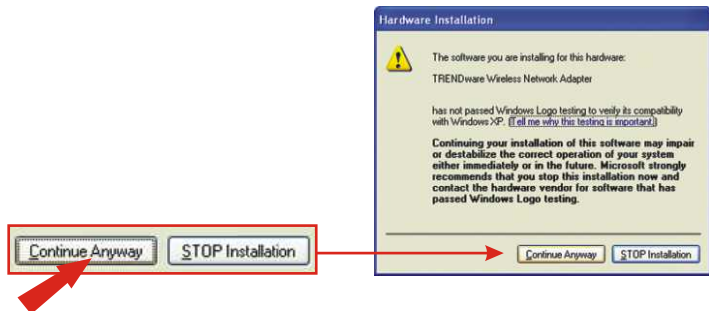 Hardware Installation
The software you are installing for this hardware:
TRENDware Wireless Network Adapter
has not passed Windows Logo testing to verify its compatibility
with Windows XP. (Tell me why this testing is important.)
Continuing your installation of this software may impair
or destabilize the correct operation of your system
either immediately or in the future. Microsoft strongly
recommends that you stop this installation now and
contact the hardware vendor for software that has
passed Windows Logo testing.
Continue Anyway STOP Installation
Continue Anyway STOP Installation